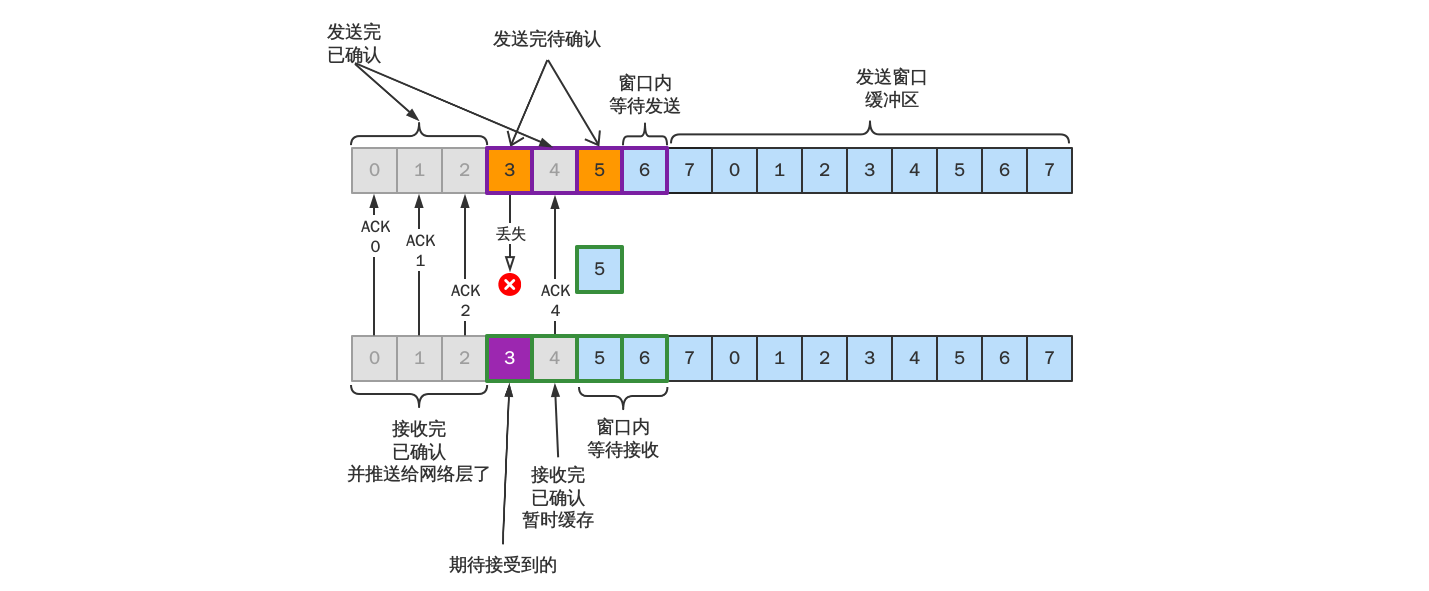 发送完
已确认
发送完待确认
窗口内
等待发送
发送窗口
缓冲区
0 1 2 3 4 5 6 7 0 1 2 3 4 5 6 7
ACK
0
ACK
1
ACK
2
丢失
ACK
4
5
0 1 2 3 4 5 6 7 0 1 2 3 4 5 6 7
接收完
已确认
并推送给网络层了
期待接受到的
接收完
已确认
暂时缓存
窗口内
等待接收